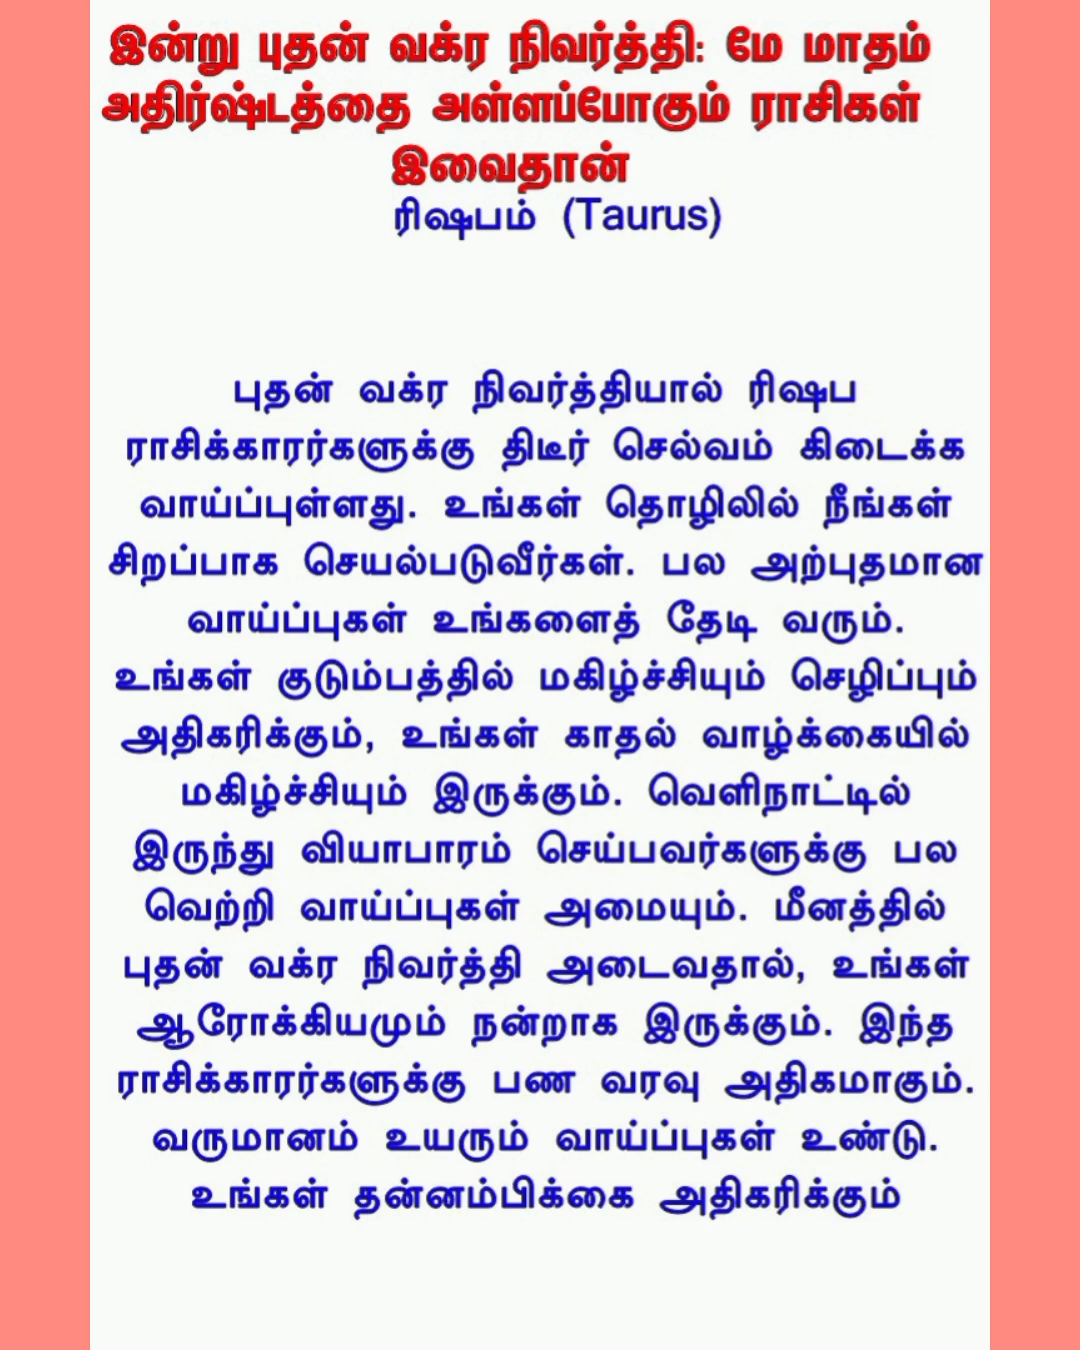 இன்று புதன் வக்ர நிவர்த்தி: மே மாதம்
அதிர்ஷ்டத்தை அள்ளப்போகும் ராசிகள்
இவைதான்
ரிஷபம் (Taurus)
புதன் வக்ர நிவர்த்தியால் ரிஷப
ராசிக்காரர்களுக்கு திடீர் செல்வம் கிடைக்க
வாய்ப்புள்ளது. உங்கள் தொழிலில் நீங்கள்
சிறப்பாக செயல்படுவீர்கள். பல அற்புதமான
வாய்ப்புகள் உங்களைத் தேடி வரும்.
உங்கள் குடும்பத்தில் மகிழ்ச்சியும் செழிப்பும்
அதிகரிக்கும், உங்கள் காதல் வாழ்க்கையில்
மகிழ்ச்சியும் இருக்கும். வெளிநாட்டில்
இருந்து வியாபாரம் செய்பவர்களுக்கு பல
வெற்றி வாய்ப்புகள் அமையும். மீனத்தில்
புதன் வக்ர நிவர்த்தி அடைவதால், உங்கள்
ஆரோக்கியமும் நன்றாக இருக்கும். இந்த
ராசிக்காரர்களுக்கு பண வரவு அதிகமாகும்.
வருமானம் உயரும் வாய்ப்புகள் உண்டு.
உங்கள் தன்னம்பிக்கை அதிகரிக்கும்